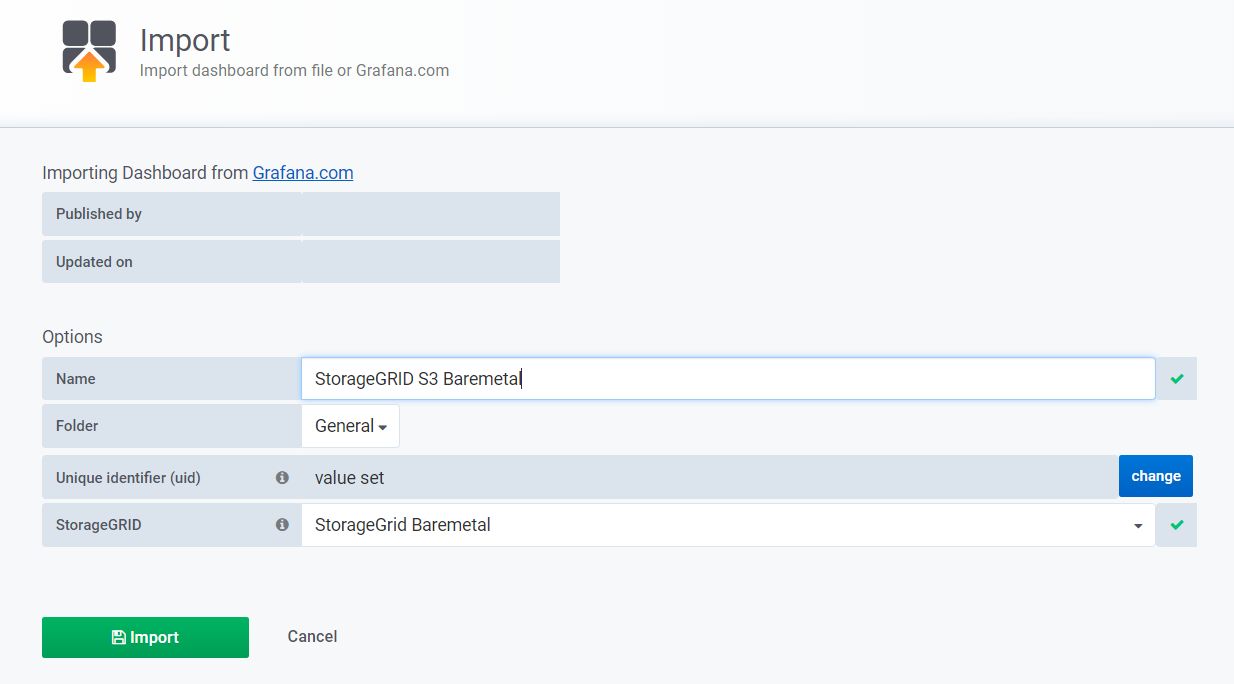 Import
Import dashboard from file or Grafana.com
Importing Dashboard from Grafana.com
Published by
Updated on
Options
Name StorageGRID S3 Baremetal
Folder General
Unique identifier (uid) value set change
StorageGRID StorageGrid Baremetal
Import Cancel